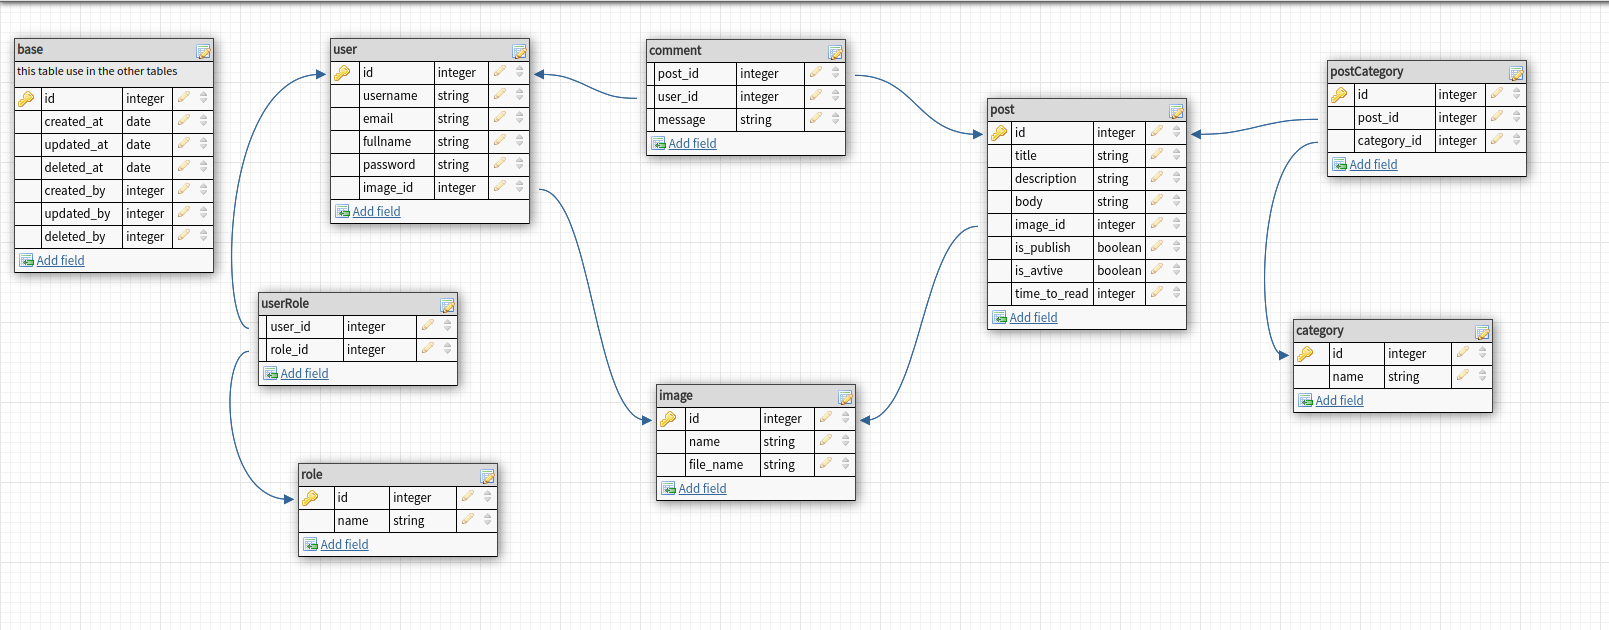 base
this table use in the other tables
id integer
created_at date
updated_at date
deleted_at date
created_by integer
updated_by integer
deleted_by integer
Add field
user
id integer
username string
email string
fullname string
password string
image_id integer
Add field
comment
post_id integer
user_id integer
message string
Add field
post
id integer
title string
description string
body string
image_id integer
is_publish boolean
is_avtive boolean
time_to_read integer
Add field
postCategory
id integer
post_id integer
category_id integer
Add field
userRole
user_id integer
role_id integer
Add field
category
id integer
name string
Add field
image
id integer
name string
file_name string
Add field
role
id integer
name string
Add field